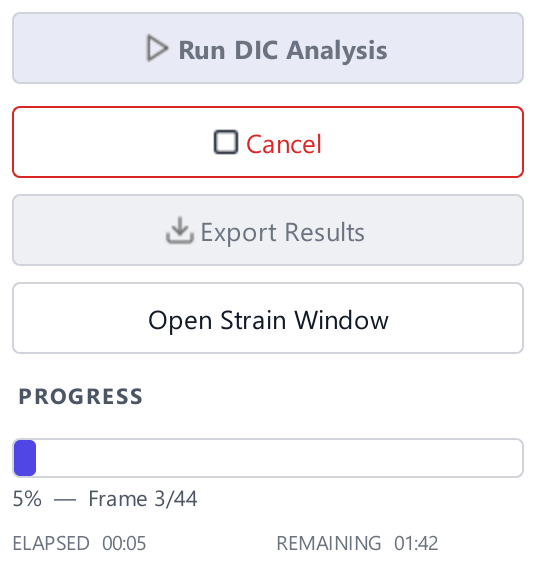 Run DIC Analysis
Cancel
Export Results
Open Strain Window
PROGRESS
5% — Frame 3/44
ELAPSED 00:05 REMAINING 01:42